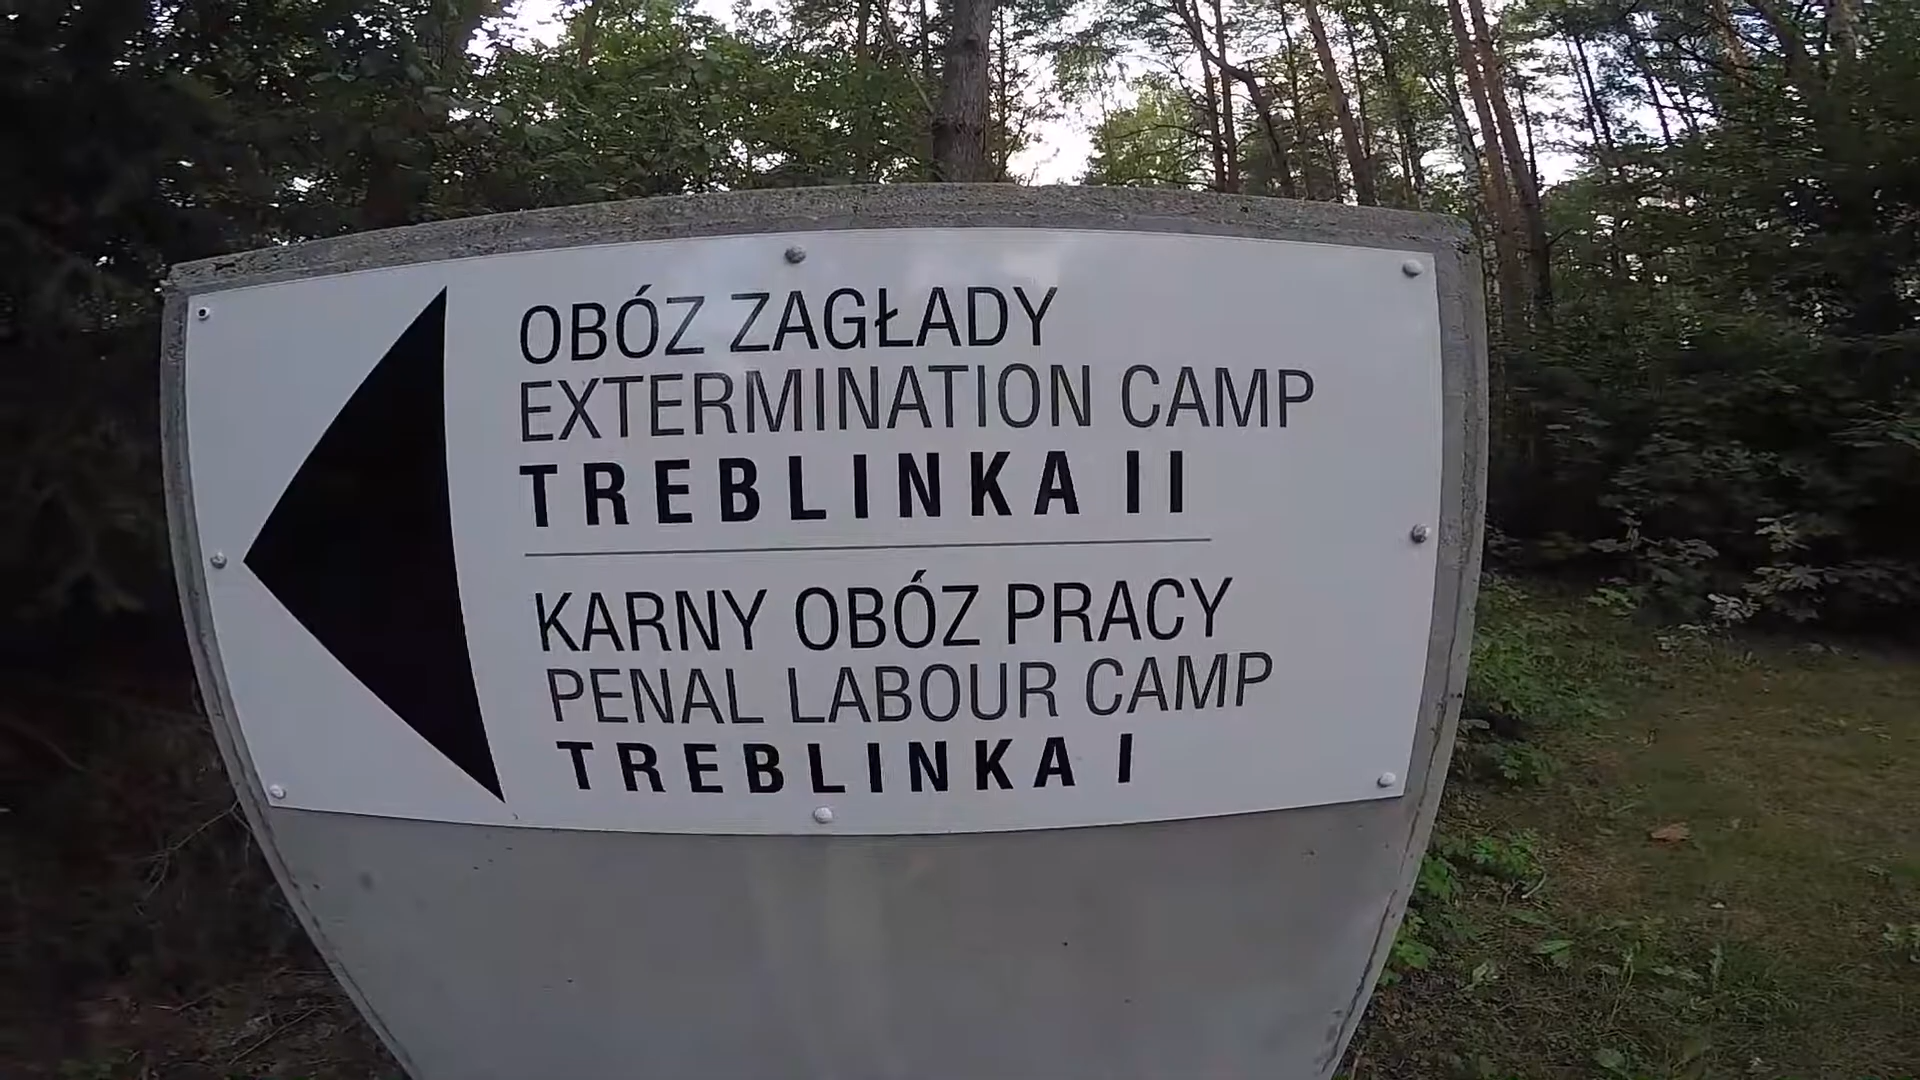 OBÓZ ZAGŁADY
EXTERMINATION CAMP
TREBLINKA II
KARNY OBÓZ PRACY
PENAL LABOUR CAMP
TREBLINKA I